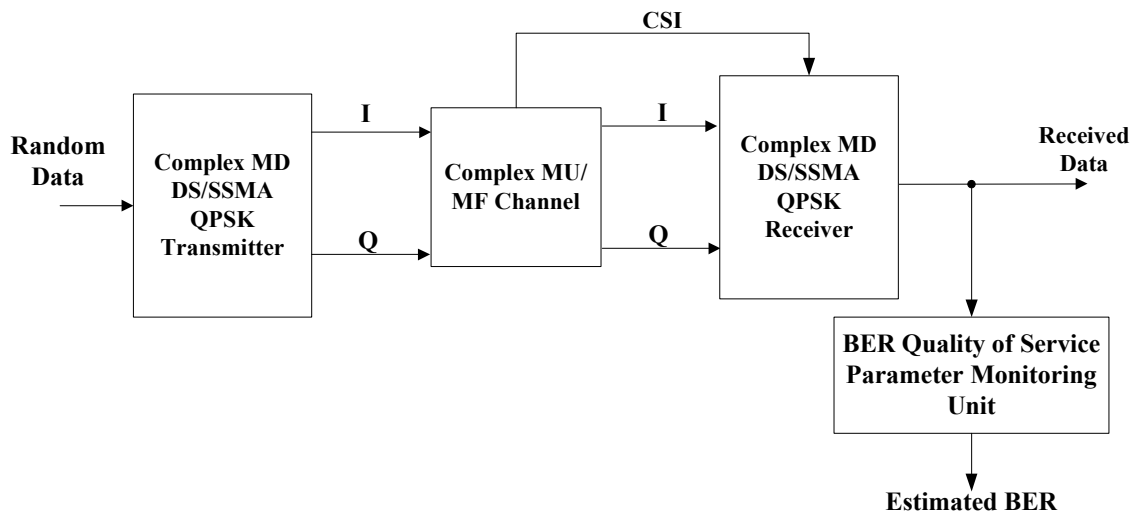 CSI
Random
Data
Complex MD
DS/SSMA
QPSK
Transmitter
I
Q
Complex MU/
MF Channel
I
Q
Complex MD
DS/SSMA
QPSK
Receiver
Received
Data
BER Quality of Service
Parameter Monitoring
Unit
Estimated BER